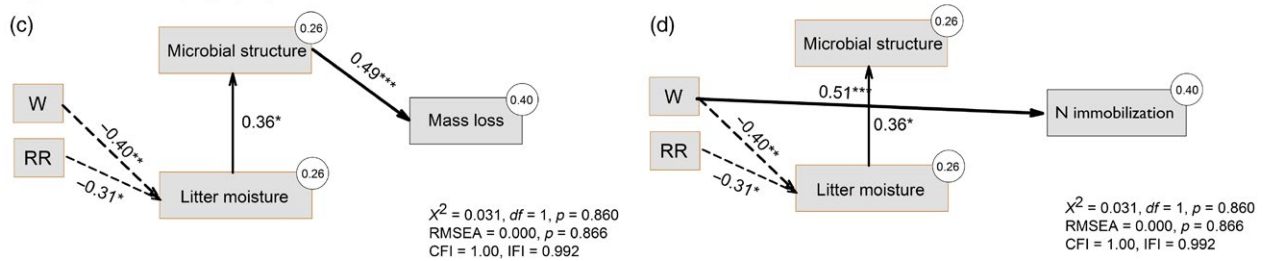 (c)
0.26
Microbial structure
0.49***
0.40
Mass loss
W
RR
−0.40**
−0.31*
0.36*
0.26
Litter moisture
X² = 0.031, df = 1, p = 0.860
RMSEA = 0.000, p = 0.866
CFI = 1.00, IFI = 0.992
(d)
0.26
Microbial structure
0.51***
0.40
N immobilization
W
RR
−0.40**
−0.31*
0.36*
0.26
Litter moisture
X² = 0.031, df = 1, p = 0.860
RMSEA = 0.000, p = 0.866
CFI = 1.00, IFI = 0.992